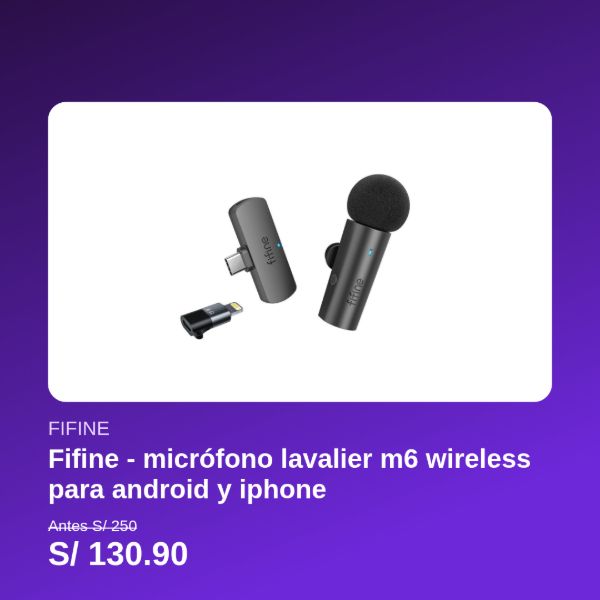 fifine
fifine
FIFINE
Fifine - micrófono lavalier m6 wireless
para android y iphone
Antes S/ 250
S/ 130.90